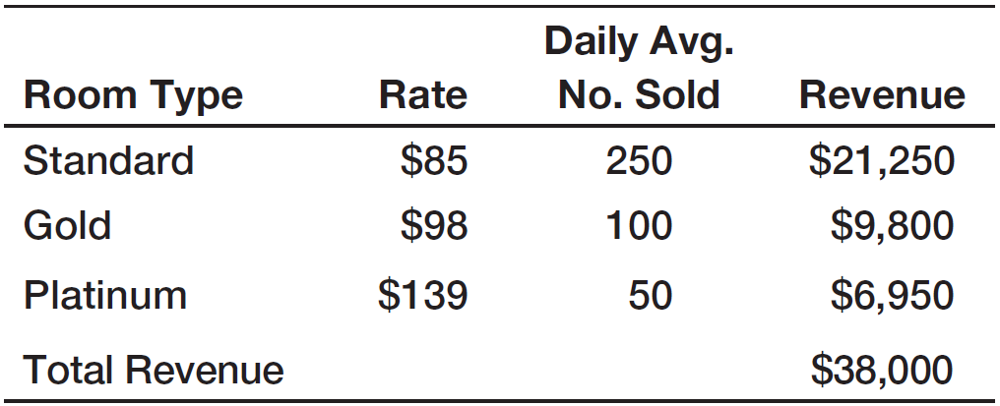 Daily Avg.
Room Type Rate No. Sold Revenue
Standard $85 250 $21,250
Gold $98 100 $9,800
Platinum $139 50 $6,950
Total Revenue $38,000